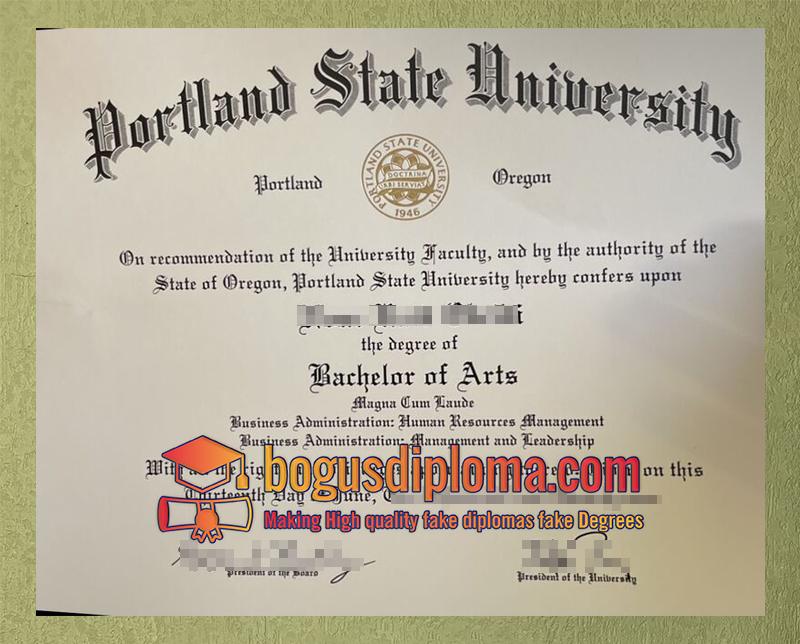 Portland State University
PORTLAND STATE UNIVERSITY
DOCTRINA
URBI SERVIAT
1946
Portland Oregon
On recommendation of the University Faculty, and by the authority of the
State of Oregon, Portland State University hereby confers upon
the degree of
Bachelor of Arts
Magna Cum Laude
Business Administration: Human Resources Management
Business Administration: Management and Leadership
on this
bogusdiploma.com
Thirteenth Day June,
Making High quality fake diplomas fake Degrees
President of the Board
President of the University